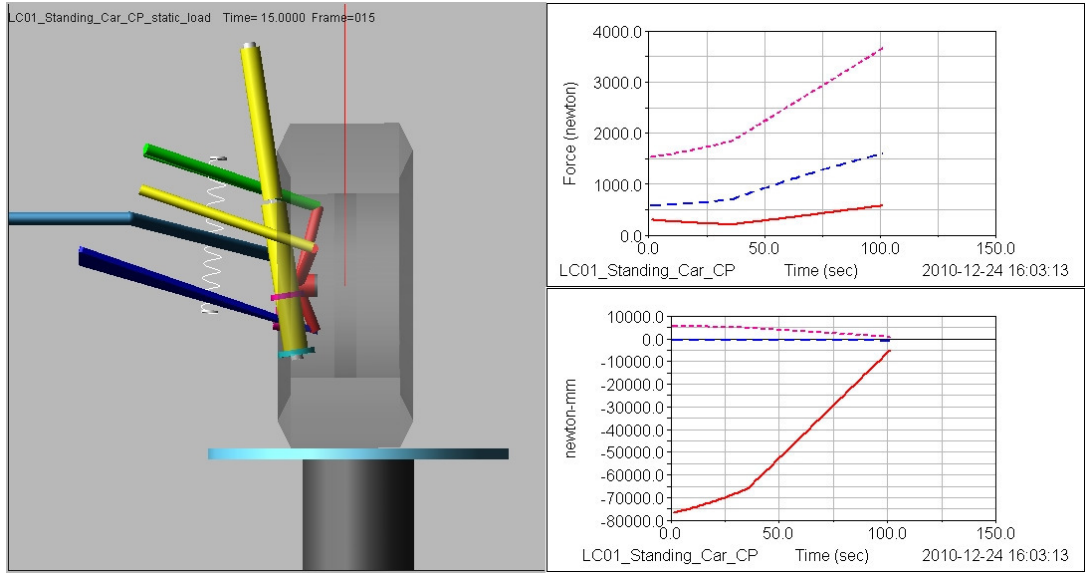 LC01_Standing_Car_CP_static_load Time= 15.0000 Frame=015
4000.0
3000.0
2000.0
1000.0
0.0
Force (newton)
0.0 50.0 100.0 150.0
LC01_Standing_Car_CP Time (sec) 2010-12-24 16:03:13
10000.0
0.0
-10000.0
-20000.0
-30000.0
-40000.0
-50000.0
-60000.0
-70000.0
-80000.0
newton-mm
0.0 50.0 100.0 150.0
LC01_Standing_Car_CP Time (sec) 2010-12-24 16:03:13